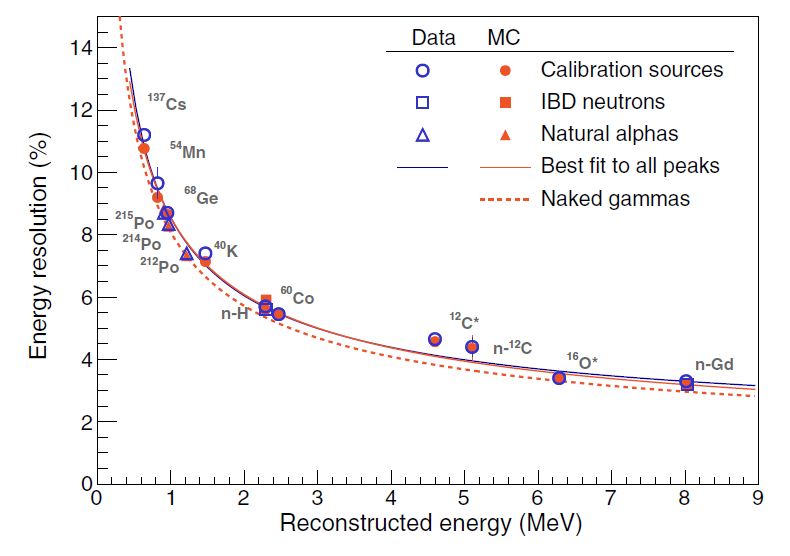 Data MC
Calibration sources
IBD neutrons
Natural alphas
Best fit to all peaks
Naked gammas
Energy resolution (%)
14
12
10
8
6
4
2
0
¹³⁷Cs
⁵⁴Mn
⁶⁸Ge
²¹⁵Po
²¹⁴Po
²¹²Po
⁴⁰K
n-H
⁶⁰Co
¹²C*
n-¹²C
¹⁶O*
n-Gd
0 1 2 3 4 5 6 7 8 9
Reconstructed energy (MeV)